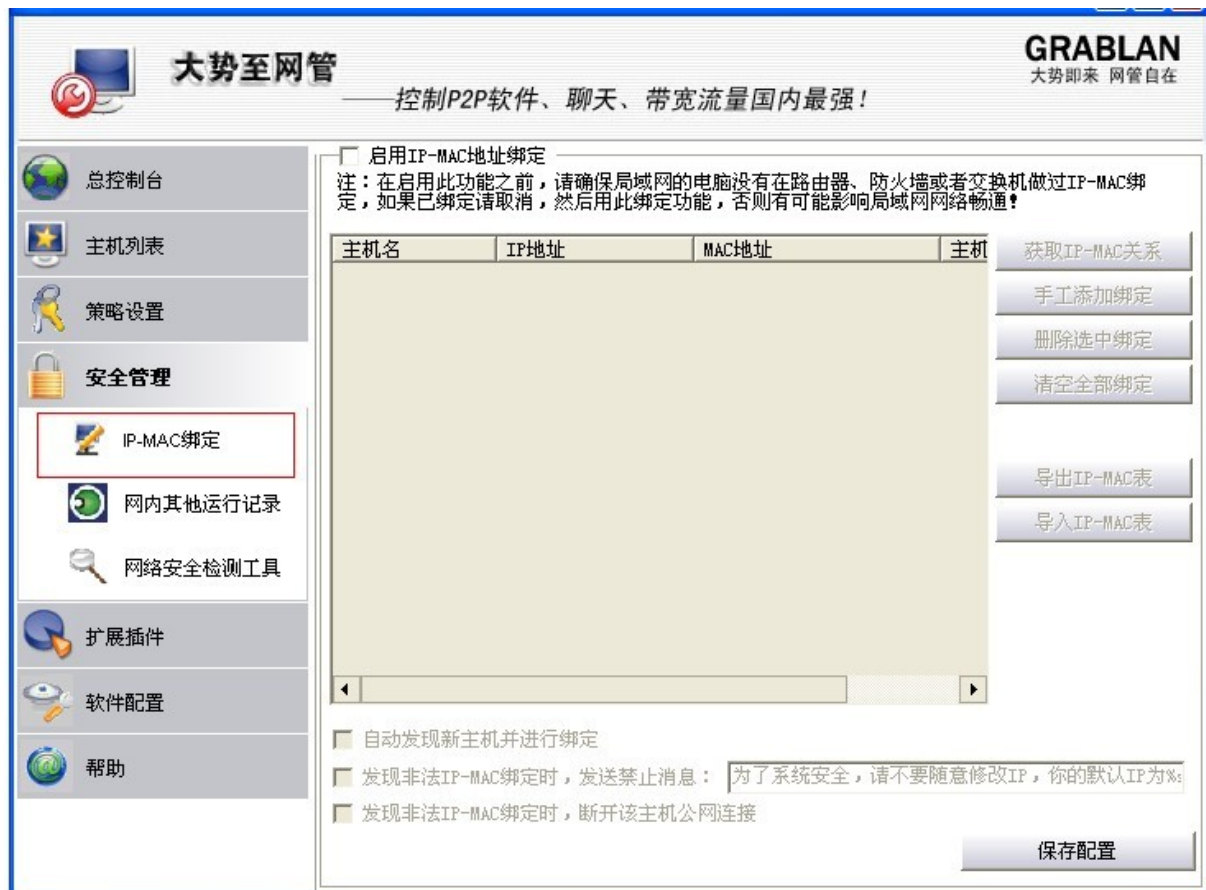 大势至网管
——控制P2P软件、聊天、带宽流量国内最强！
GRABLAN
大势即来 网管自在
总控制台
主机列表
策略设置
安全管理
IP-MAC绑定
网内其他运行记录
网络安全检测工具
扩展插件
软件配置
帮助
启用IP-MAC地址绑定
注：在启用此功能之前，请确保局域网的电脑没有在路由器、防火墙或者交换机做过IP-MAC绑
定，如果已绑定请取消，然后用此绑定功能，否则有可能影响局域网网络畅通！
主机名 IP地址 MAC地址 主机
获取IP-MAC关系
手工添加绑定
删除选中绑定
清空全部绑定
导出IP-MAC表
导入IP-MAC表
自动发现新主机并进行绑定
发现非法IP-MAC绑定时，发送禁止消息： 为了系统安全，请不要随意修改IP，你的默认IP为%s
发现非法IP-MAC绑定时，断开该主机公网连接
保存配置